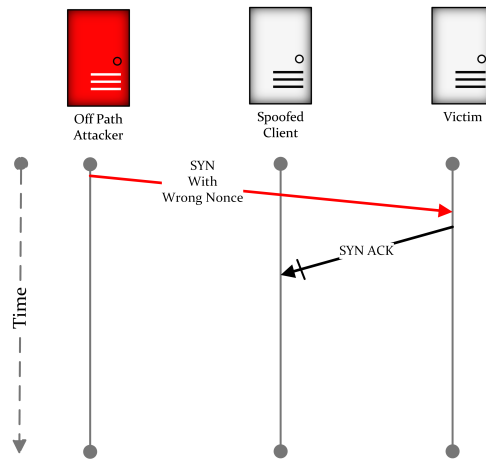 Off Path
Attacker
Spoofed
Client
Victim
SYN
With
Wrong Nonce
SYN ACK
Time